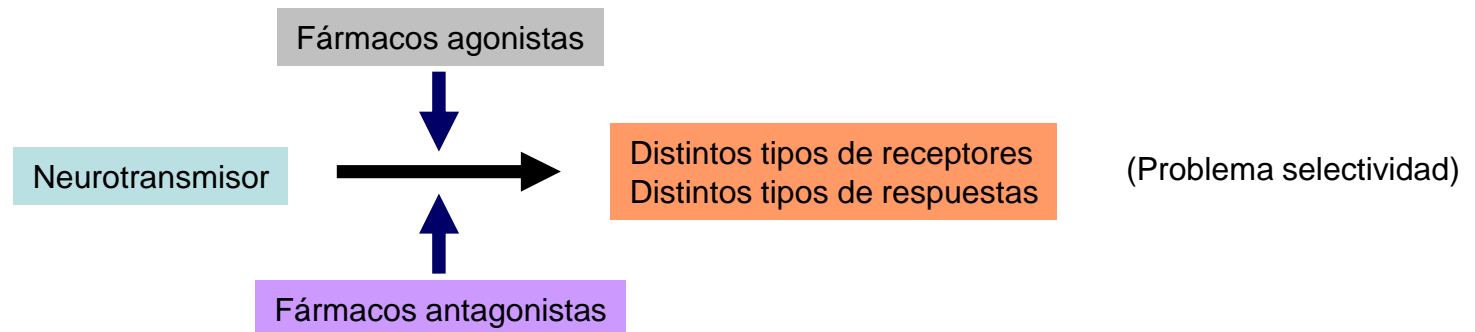 Fármacos agonistas
Neurotransmisor
Distintos tipos de receptores
Distintos tipos de respuestas
(Problema selectividad)
Fármacos antagonistas